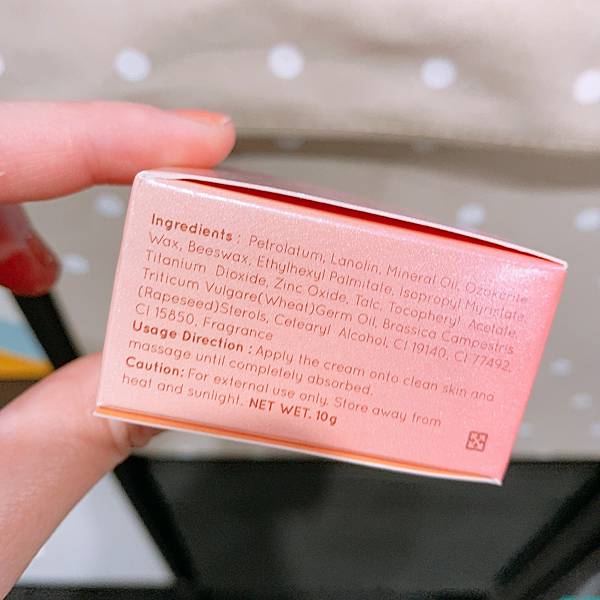 Ingredients : Petrolatum, Lanolin, Mineral Oil, Ozokerite
Wax, Beeswax, Ethylhexyl Palmitate, Isopropyl Myristate
Titanium Dioxide, Zinc Oxide, Talc, Tocopheryl Acetate
Triticum Vulgare(Wheat)Germ Oil, Brassica Campestris
(Rapeseed)Sterols, Cetearyl Alcohol, CI 19140, CI 77492,
CI 15850, Fragrance
Usage Direction : Apply the cream onto clean skin and
massage until completely absorbed.
Caution: For external use only. Store away from
heat and sunlight. NET WET. 10g